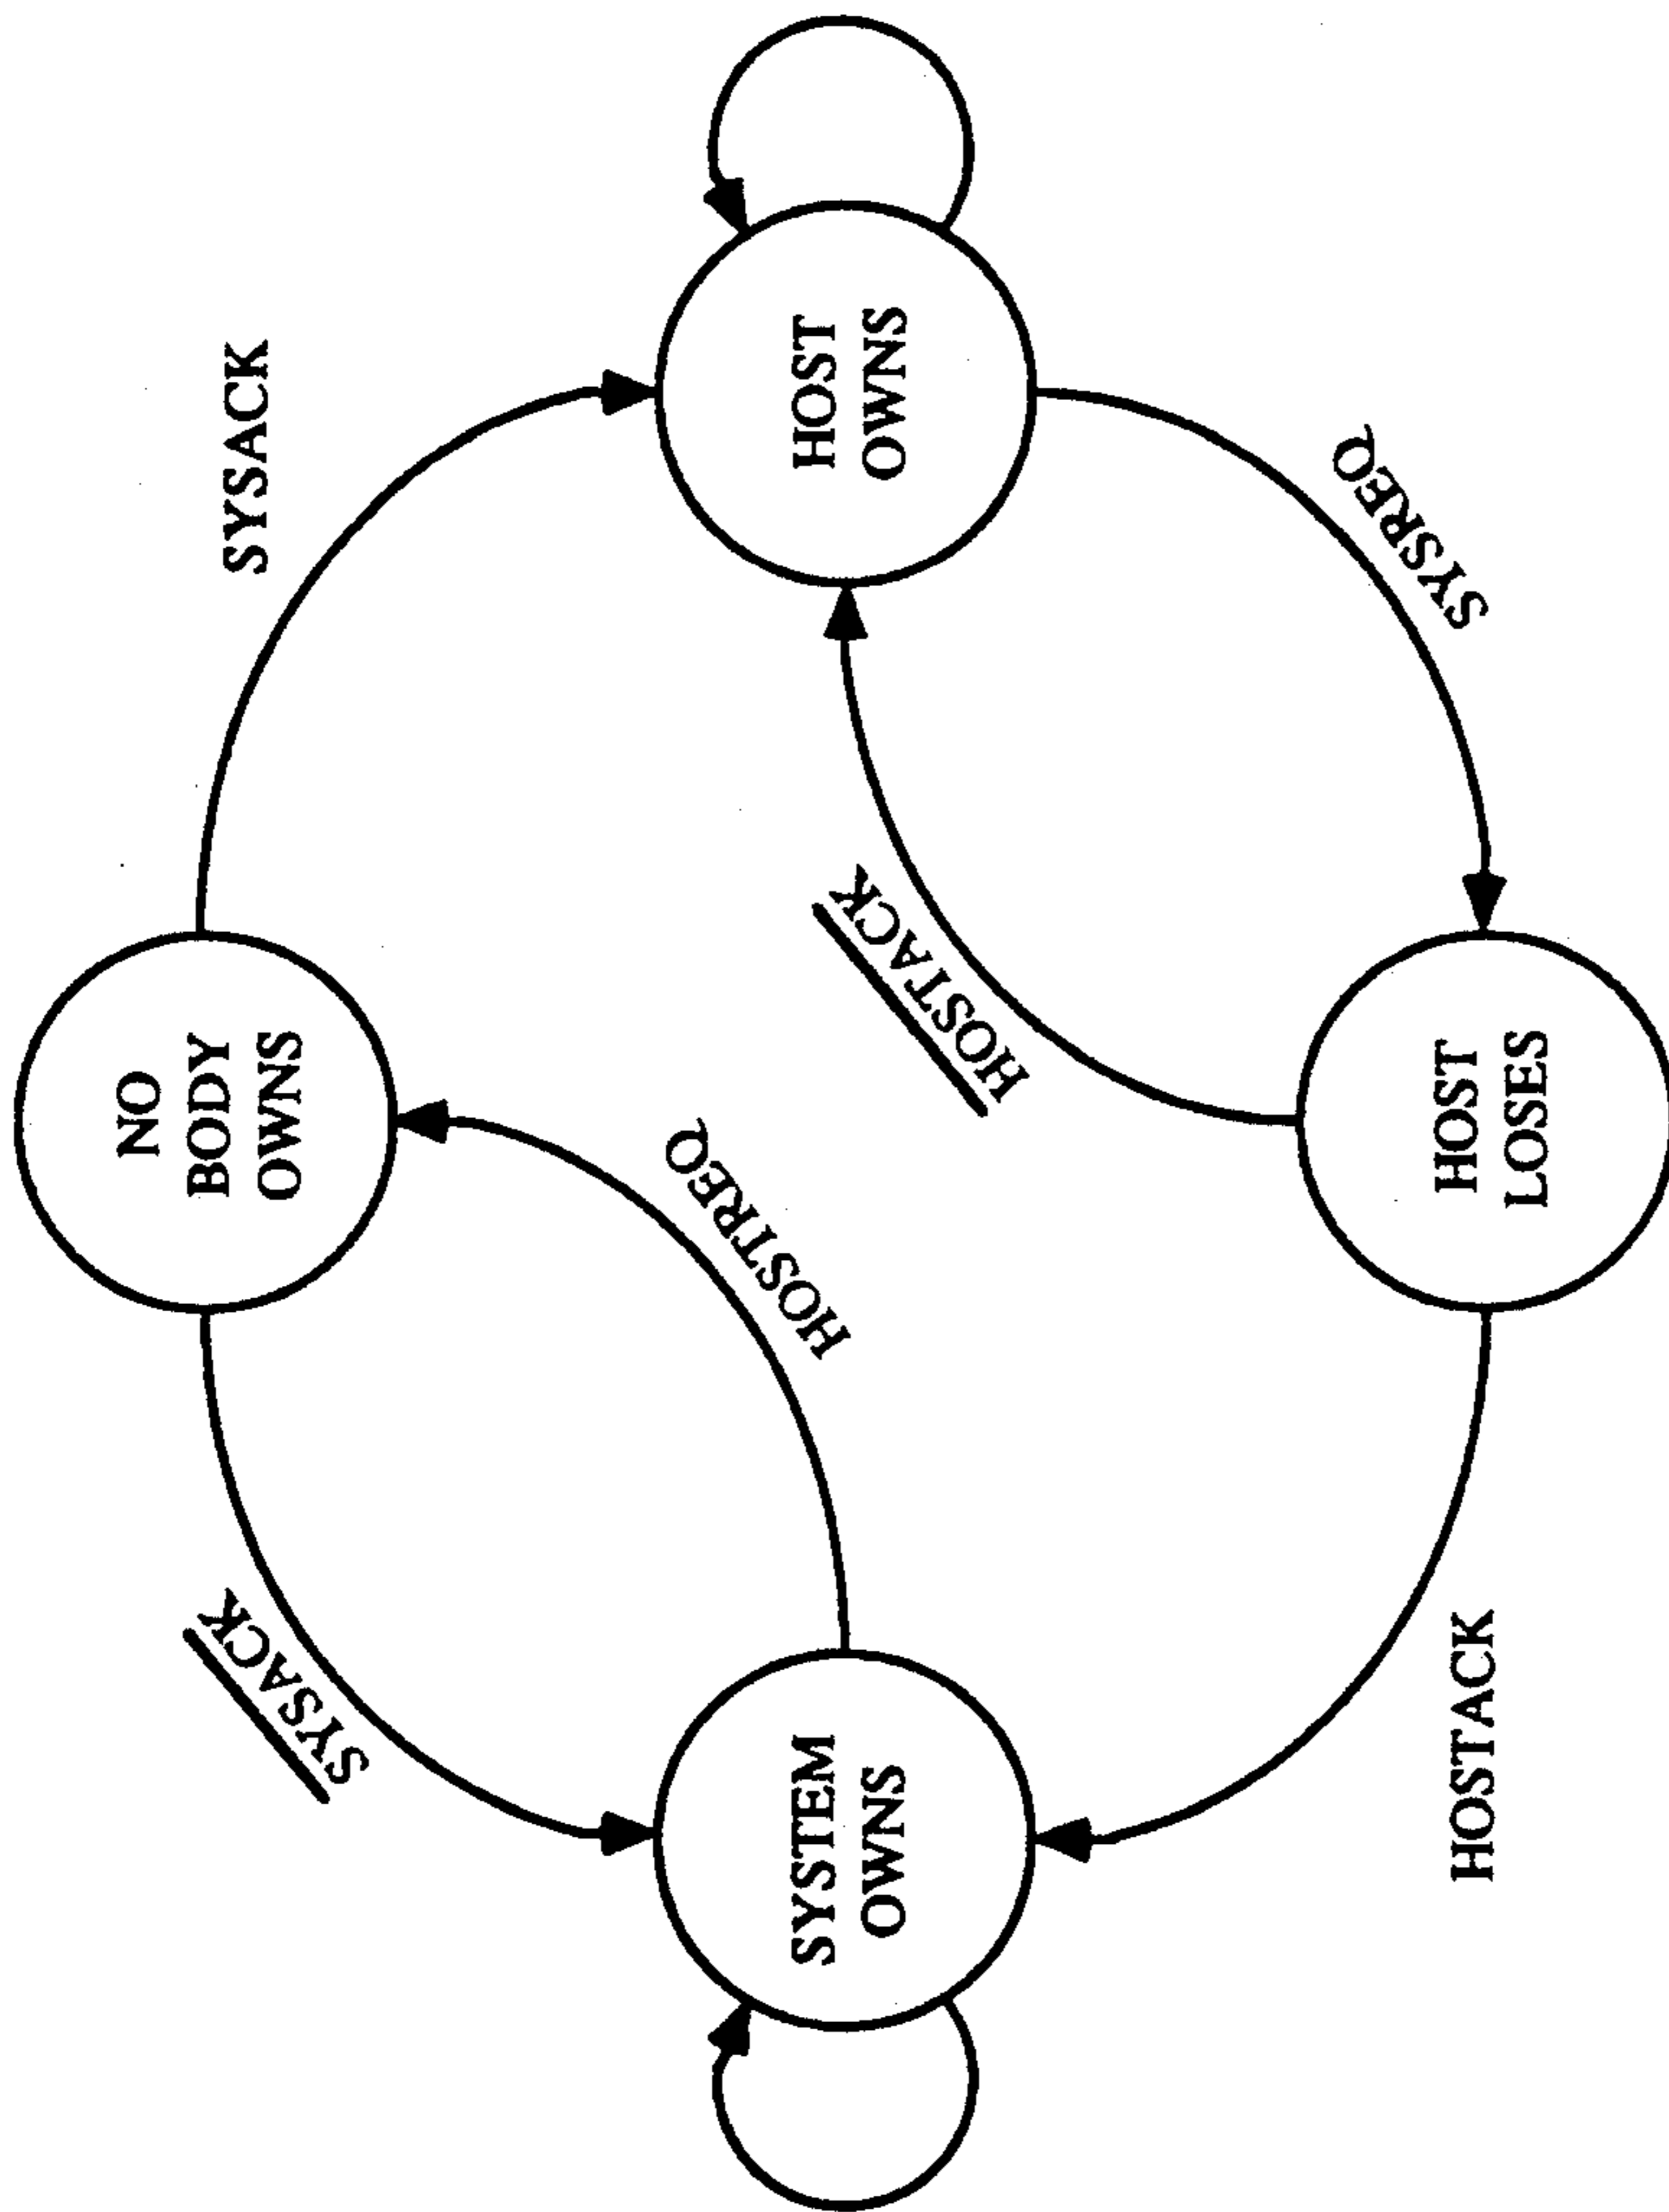 NO
BODY
OWNS
SYSACK
SYSACK
HOSTREQ
SYSTEM
OWNS
HOST
OWNS
HOSTACK
SYSREQ
HOST
LOSES
HOSTACK